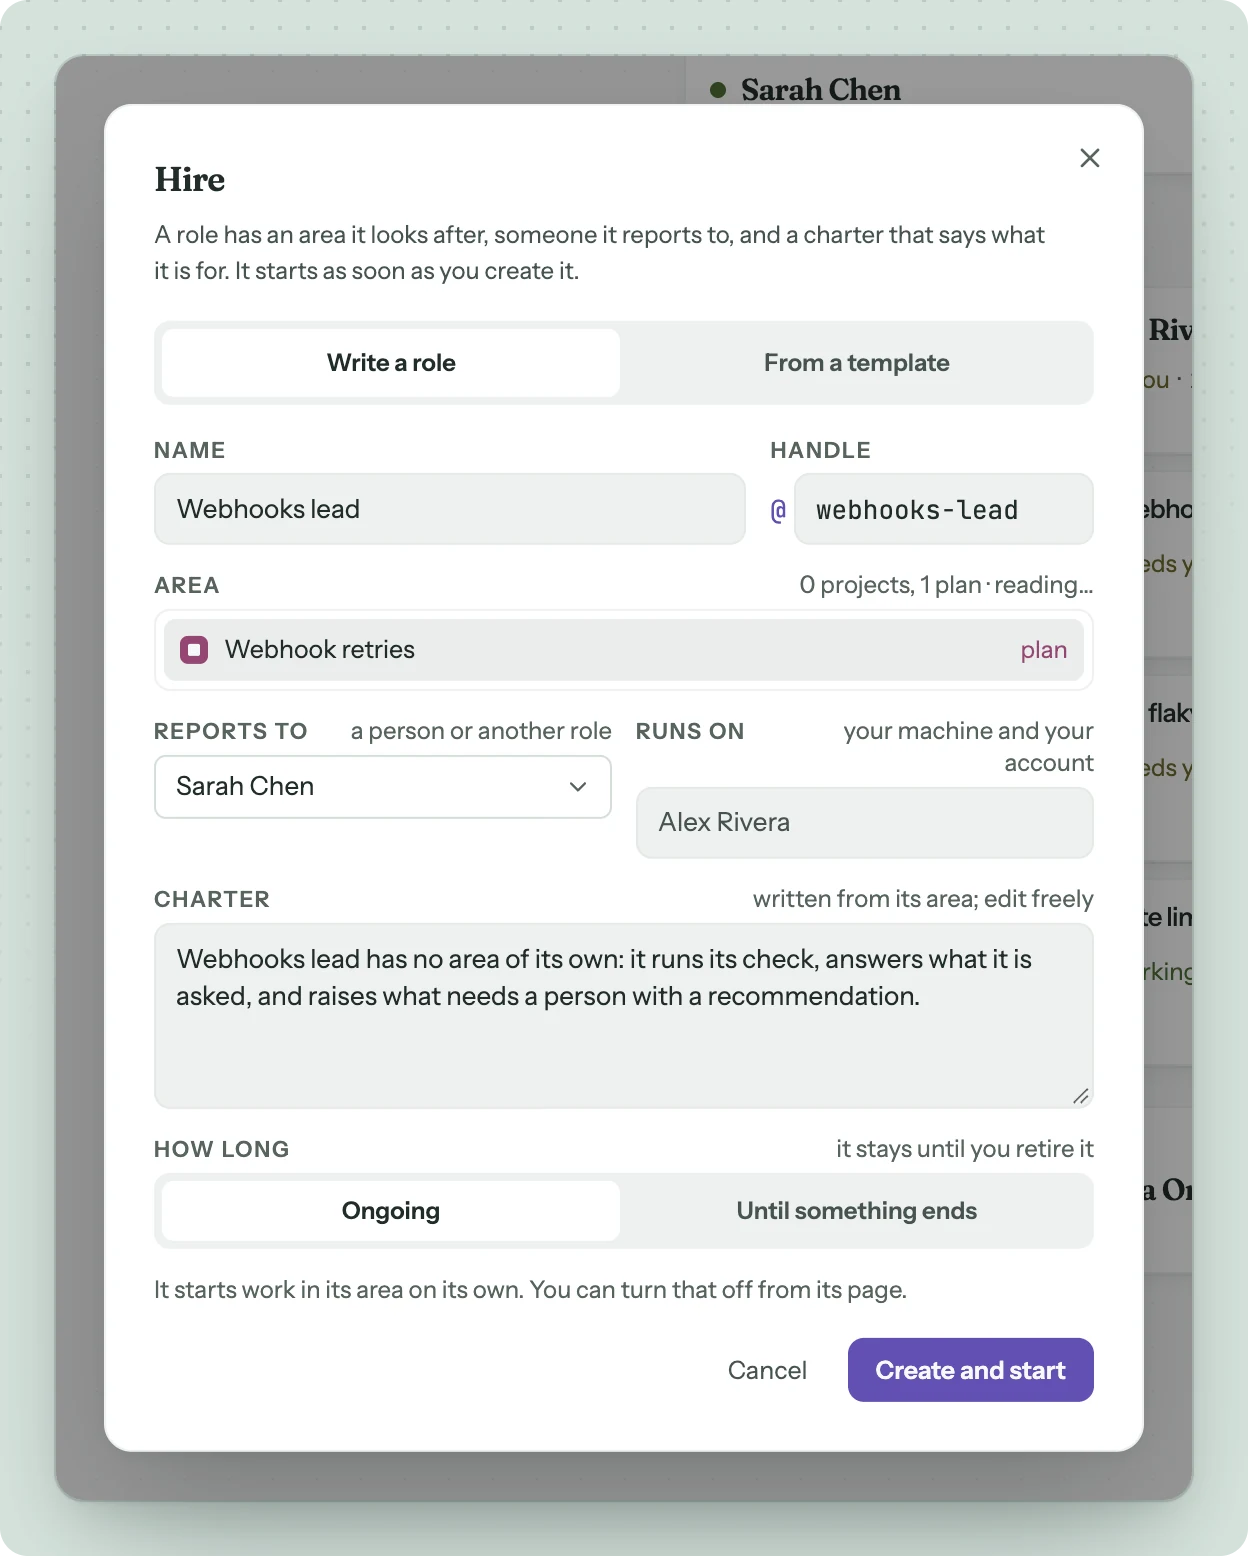 Sarah Chen
Hire
A role has an area it looks after, someone it reports to, and a charter that says what
it is for. It starts as soon as you create it.
Write a role
From a template
NAME
HANDLE
Webhooks lead
@ webhooks-lead
AREA
0 projects, 1 plan · reading...
Webhook retries
plan
REPORTS TO
a person or another role
RUNS ON
your machine and your
account
Sarah Chen
Alex Rivera
CHARTER
written from its area; edit freely
Webhooks lead has no area of its own: it runs its check, answers what it is
asked, and raises what needs a person with a recommendation.
HOW LONG
it stays until you retire it
Ongoing
Until something ends
It starts work in its area on its own. You can turn that off from its page.
Cancel
Create and start